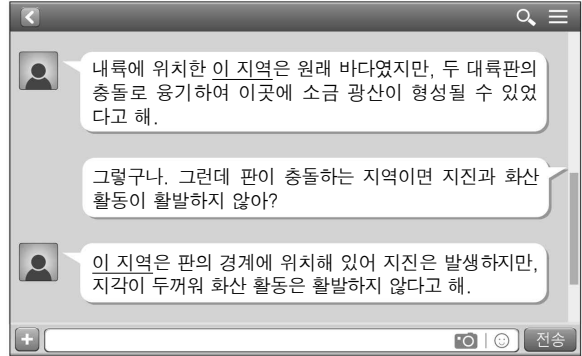 내륙에 위치한 이 지역은 원래 바다였지만, 두 대륙판의
충돌로 융기하여 이곳에 소금 광산이 형성될 수 있었
다고 해.
그렇구나. 그런데 판이 충돌하는 지역이면 지진과 화산
활동이 활발하지 않아?
이 지역은 판의 경계에 위치해 있어 지진은 발생하지만,
지각이 두꺼워 화산 활동은 활발하지 않다고 해.
전송